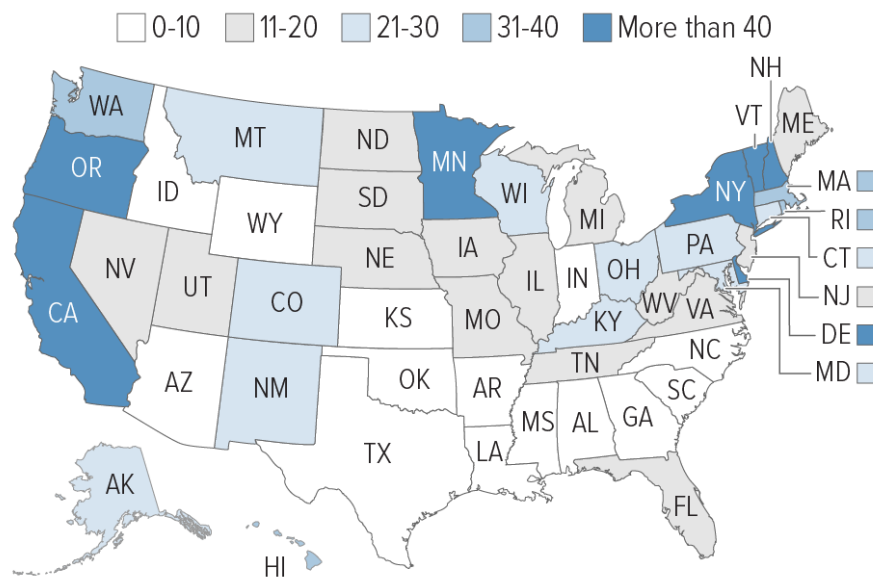 0-10 11-20 21-30 31-40 More than 40
NH
VT
ME
WA
MT
ND
MN
OR
ID
WY
SD
WI
MI
NY
MA
RI
CT
NJ
DE
MD
NV
UT
CO
NE
IA
IL
IN
OH
PA
CA
KS
MO
KY
WV
VA
AZ
NM
OK
AR
TN
NC
SC
TX
LA
MS
AL
GA
FL
AK
HI